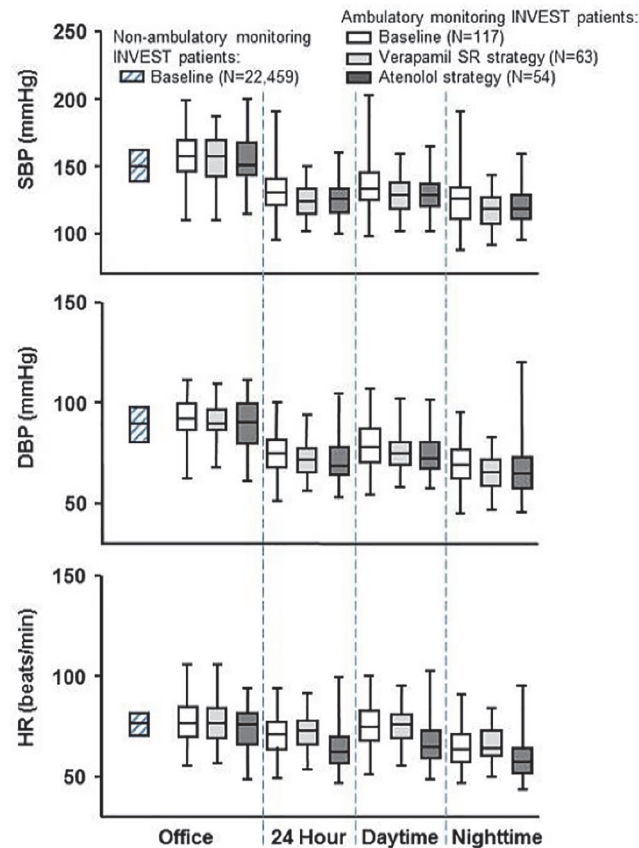 Non-ambulatory monitoring
INVEST patients:
Baseline (N=22,459)
Ambulatory monitoring INVEST patients:
Baseline (N=117)
Verapamil SR strategy (N=63)
Atenolol strategy (N=54)
SBP (mmHg)
250
200
150
100
DBP (mmHg)
150
100
50
HR (beats/min)
150
100
50
Office
24 Hour
Daytime
Nighttime